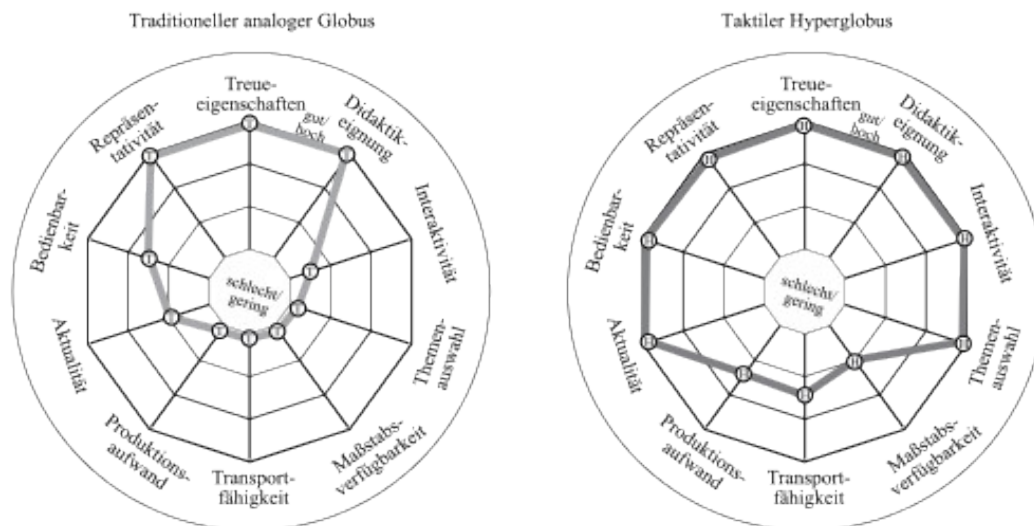 Traditioneller analoger Globus
Treue-
eigenschaften
gut/
hoch
Didaktik-
eignung
Interaktivität
Themen-
auswahl
Maßstabs-
verfügbarkeit
Transport-
fähigkeit
Produktions-
aufwand
Aktualität
Bedienbar-
keit
Repräsen-
tativität
schlecht/
gering
T
T
T
T
T
T
T
T
T
T
Taktiler Hyperglobus
Treue-
eigenschaften
gut/
hoch
Didaktik-
eignung
Interaktivität
Themen-
auswahl
Maßstabs-
verfügbarkeit
Transport-
fähigkeit
Produktions-
aufwand
Aktualität
Bedienbar-
keit
Repräsen-
tativität
schlecht/
gering
H
H
H
H
H
H
H
H
H
H